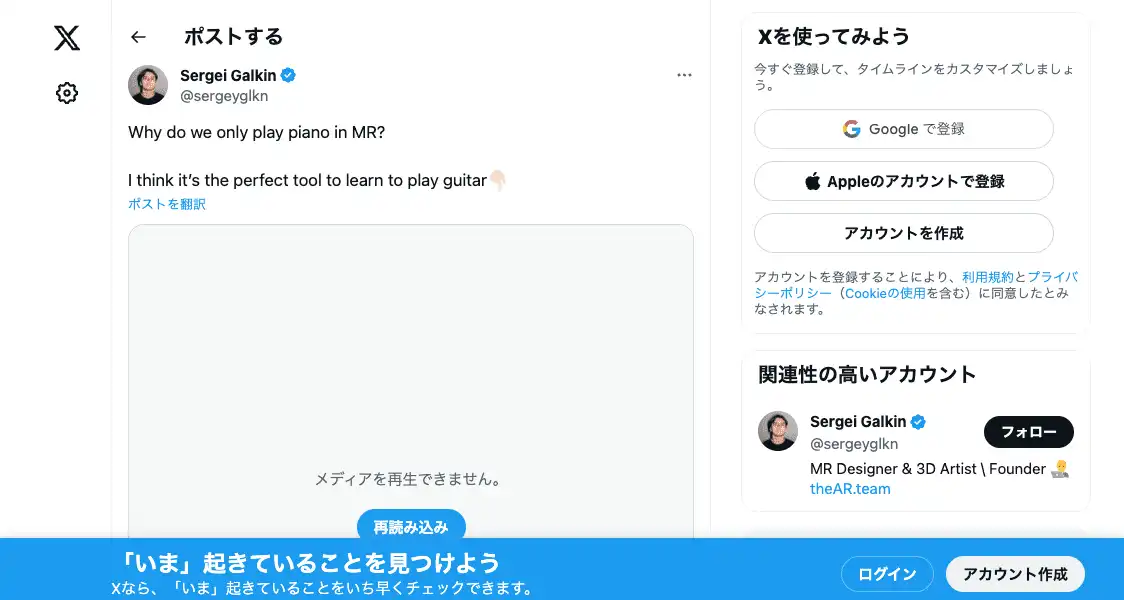 ポストする
Sergei Galkin
@sergeyglkn
Why do we only play piano in MR?
I think it’s the perfect tool to learn to play guitar👇🏻
ポストを翻訳
メディアを再生できません。
再読み込み
Xを使ってみよう
今すぐ登録して、タイムラインをカスタマイズしましょ
う。
Google で登録
Appleのアカウントで登録
アカウントを作成
アカウントを登録することにより、利用規約とプライバ
シーポリシー（Cookieの使用を含む）に同意したとみ
なされます。
関連性の高いアカウント
Sergei Galkin
@sergeyglkn
フォロー
MR Designer & 3D Artist \ Founder 👨‍💻
theAR.team
「いま」起きていることを見つけよう
Xなら、「いま」起きていることをいち早くチェックできます。
ログイン
アカウント作成